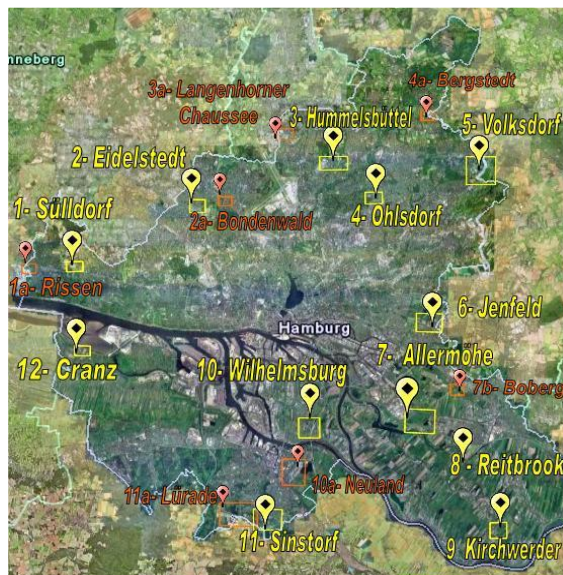 nneberg
3a- Langenhorner
Chaussee
4a- Bergstedt
3- Hummelsbüttel
5- Volksdorf
2- Eidelstedt
2a- Bondenwald
4- Ohlsdorf
1- Sülldorf
1a- Rissen
6- Jenfeld
Hamburg
7- Allermöhe
12- Cranz
10- Wilhelmsburg
7b- Boberg
8 - Reitbrook
11a- Lürade
10a- Neuland
11- Sinstorf
9 Kirchwerder